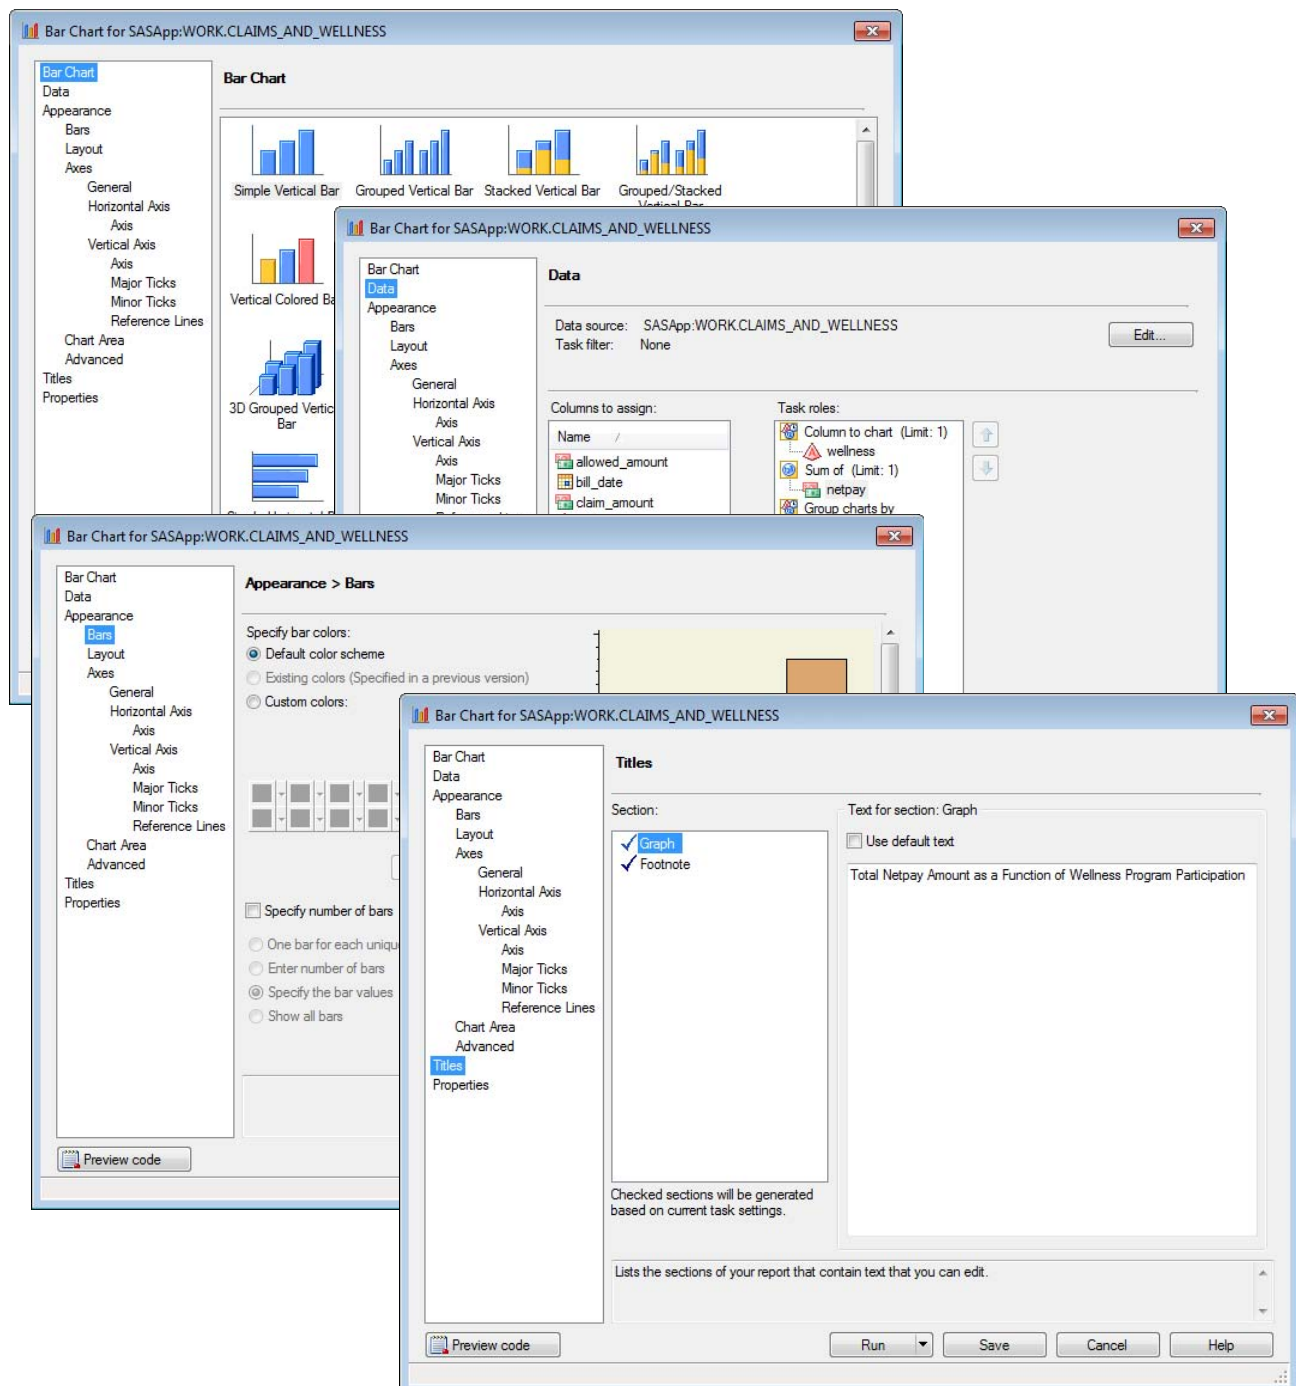 Bar Chart for SASApp:WORK.CLAIMS_AND_WELLNESS
Bar Chart
Data
Appearance
Bars
Layout
Axes
General
Horizontal Axis
Axis
Vertical Axis
Axis
Major Ticks
Minor Ticks
Reference Lines
Chart Area
Advanced
Titles
Properties
Bar Chart
Simple Vertical Bar
Grouped Vertical Bar
Stacked Vertical Bar
Grouped/Stacked
Vertical Bar
Vertical Colored Ba
3D Grouped Vertic
Bar
Bar Chart for SASApp:WORK.CLAIMS_AND_WELLNESS
Bar Chart
Data
Appearance
Bars
Layout
Axes
General
Horizontal Axis
Axis
Vertical Axis
Axis
Major Ticks
Minor Ticks
Data
Data source: SASApp:WORK.CLAIMS_AND_WELLNESS
Task filter: None
Edit...
Columns to assign:
Name /
allowed_amount
bill_date
claim_amount
Task roles:
Column to chart (Limit: 1)
wellness
Sum of (Limit: 1)
netpay
Group charts by
Bar Chart for SASApp:WORK.CLAIMS_AND_WELLNESS
Bar Chart
Data
Appearance
Bars
Layout
Axes
General
Horizontal Axis
Axis
Vertical Axis
Axis
Major Ticks
Minor Ticks
Reference Lines
Chart Area
Advanced
Titles
Properties
Appearance > Bars
Specify bar colors:
Default color scheme
Existing colors (Specified in a previous version)
Custom colors:
Specify number of bars
One bar for each uniqu
Enter number of bars
Specify the bar values
Show all bars
Preview code
Bar Chart for SASApp:WORK.CLAIMS_AND_WELLNESS
Bar Chart
Data
Appearance
Bars
Layout
Axes
General
Horizontal Axis
Axis
Vertical Axis
Axis
Major Ticks
Minor Ticks
Reference Lines
Chart Area
Advanced
Titles
Properties
Titles
Section:
Graph
Footnote
Checked sections will be generated
based on current task settings.
Text for section: Graph
Use default text
Total Netpay Amount as a Function of Wellness Program Participation
Lists the sections of your report that contain text that you can edit.
Preview code
Run
Save
Cancel
Help